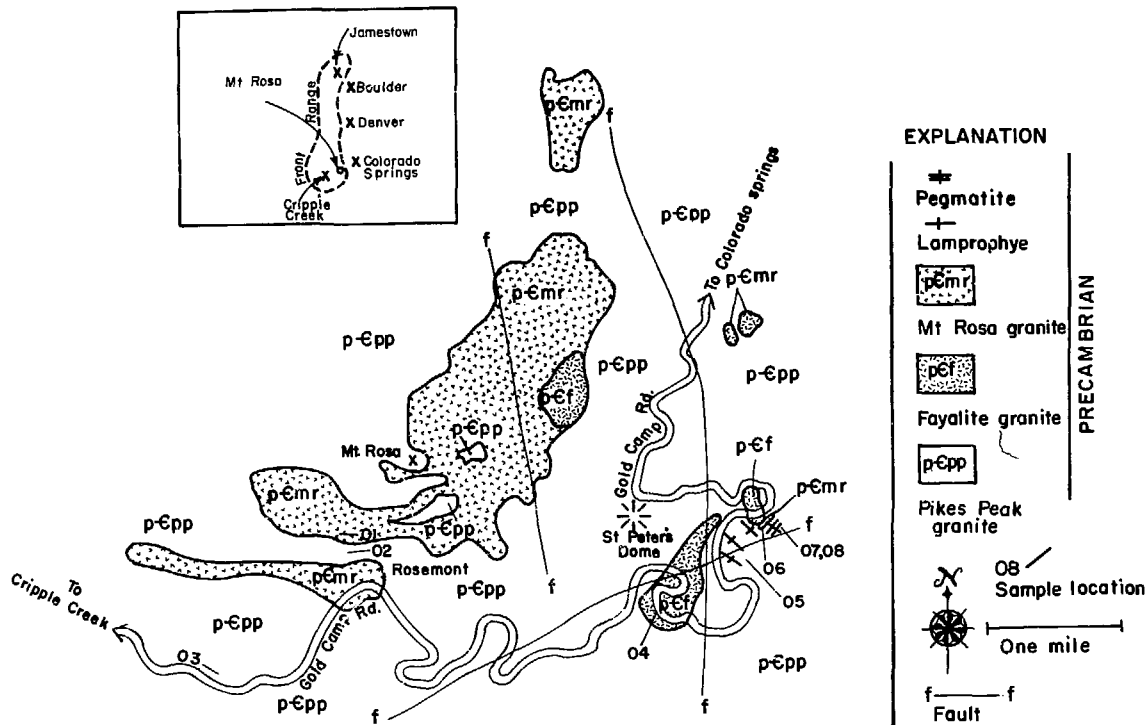 Jamestown
Mt Rosa
Boulder
Range
Denver
Front
Colorado
Springs
Cripple
Creek
p-Єmr
f
p-Єpp
p-Єpp
To Colorado springs
f
p-Єmr
p-Єmr
p-Єpp
p-Єpp
p-Єpp
p-Єf
Gold Camp Rd.
p-Єpp
Mt Rosa
p-Єf
p-Єmr
p-Єmr
p-Єpp
f
St Peter's
Dome
07,08
p-Єpp
01
02
06
Rosemont
p-Єmr
p-Єpp
f
05
p-Єf
To
Cripple Creek
p-Єpp
Gold Camp Rd.
04
03
p-Єpp
p-Єpp
f
f
EXPLANATION
Pegmatite
Lamprophye
pЄmr
Mt Rosa granite
pЄf
Fayalite granite
p-Єpp
Pikes Peak
granite
PRECAMBRIAN
N
08
Sample location
One mile
f f
Fault